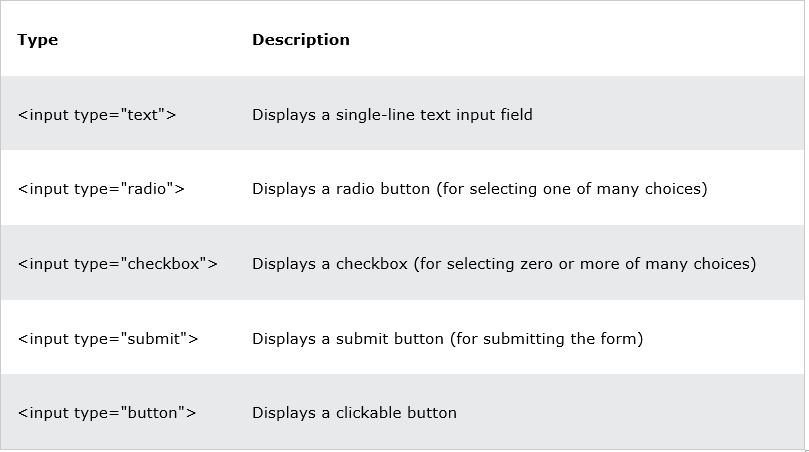 Type Description
<input type="text"> Displays a single-line text input field
<input type="radio"> Displays a radio button (for selecting one of many choices)
<input type="checkbox"> Displays a checkbox (for selecting zero or more of many choices)
<input type="submit"> Displays a submit button (for submitting the form)
<input type="button"> Displays a clickable button